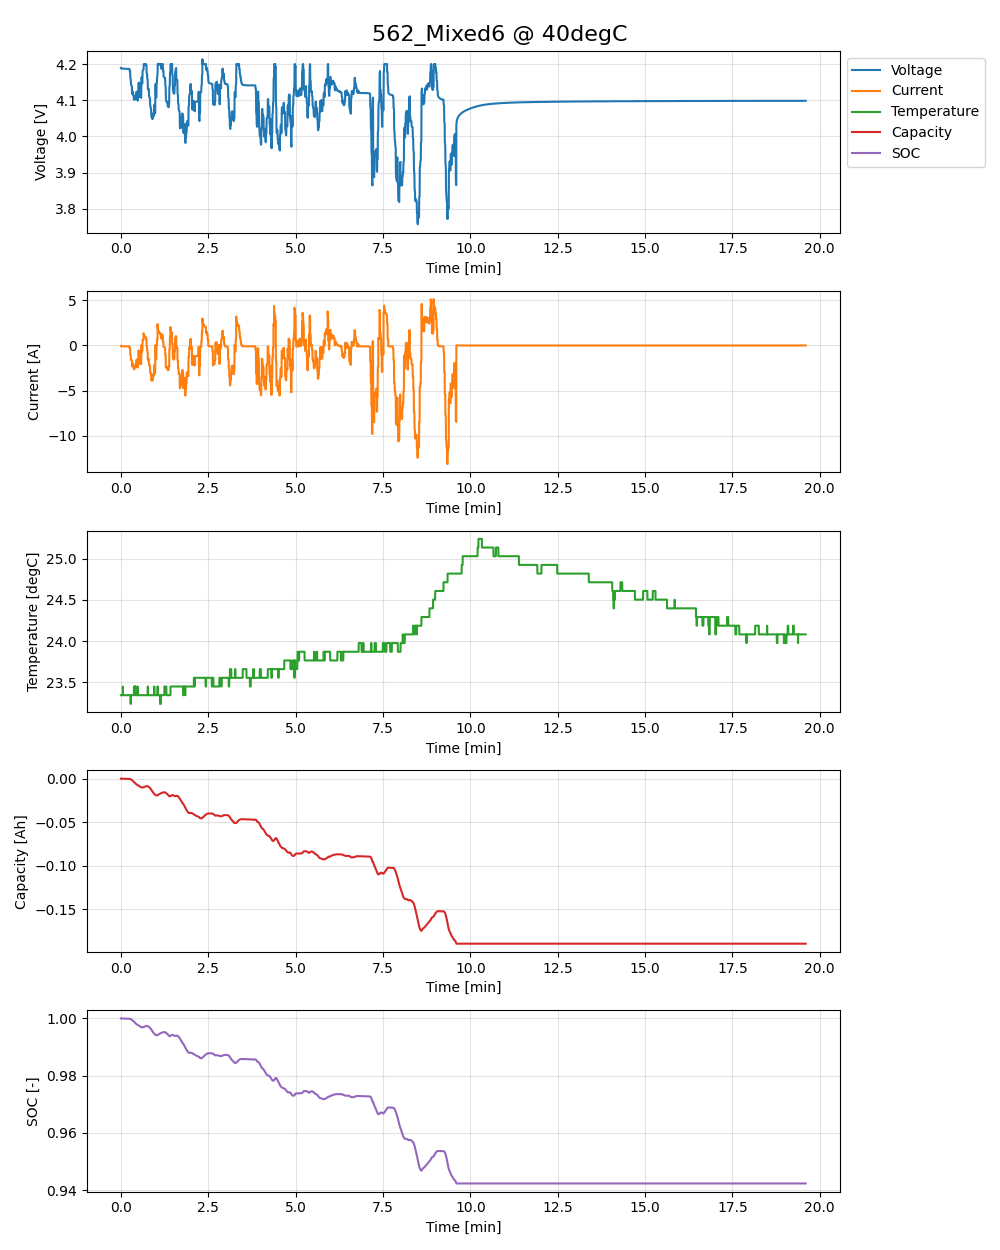 562_Mixed6 @ 40degC
Voltage [V]
4.2
4.1
4.0
3.9
3.8
0.0 2.5 5.0 7.5 10.0 12.5 15.0 17.5 20.0
Time [min]
Voltage
Current
Temperature
Capacity
SOC
Current [A]
5
0
−5
−10
0.0 2.5 5.0 7.5 10.0 12.5 15.0 17.5 20.0
Time [min]
Temperature [degC]
25.0
24.5
24.0
23.5
0.0 2.5 5.0 7.5 10.0 12.5 15.0 17.5 20.0
Time [min]
Capacity [Ah]
0.00
−0.05
−0.10
−0.15
0.0 2.5 5.0 7.5 10.0 12.5 15.0 17.5 20.0
Time [min]
SOC [-]
1.00
0.98
0.96
0.94
0.0 2.5 5.0 7.5 10.0 12.5 15.0 17.5 20.0
Time [min]